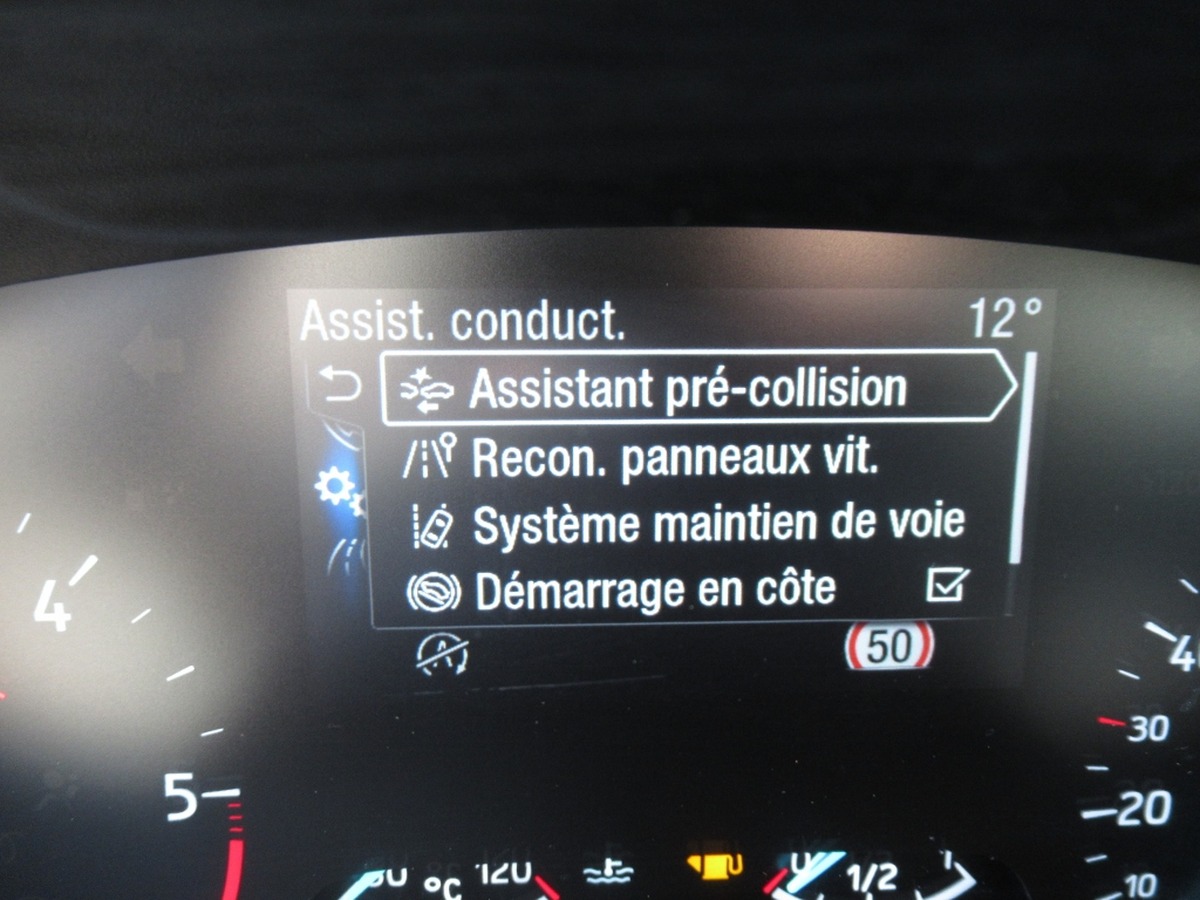 Assist. conduct. 12°
Assistant pré-collision
Recon. panneaux vit.
Système maintien de voie
Démarrage en côte
50
4
5
30
20
10
°C 120
1/2